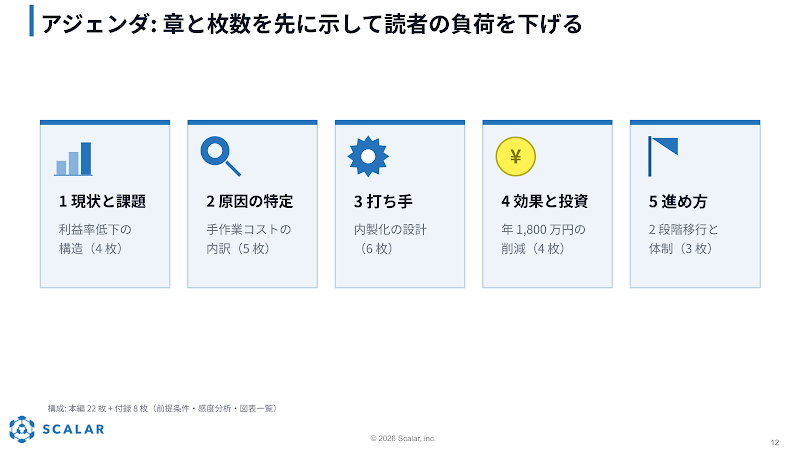 アジェンダ: 章と枚数を先に示して読者の負荷を下げる
1 現状と課題
利益率低下の
構造（4 枚）
2 原因の特定
手作業コストの
内訳（5 枚）
3 打ち手
内製化の設計
（6 枚）
¥
4 効果と投資
年 1,800 万円の
削減（4 枚）
5 進め方
2 段階移行と
体制（3 枚）
構成: 本編 22 枚 + 付録 8 枚（前提条件・感度分析・図表一覧）
SCALAR
© 2026 Scalar, inc.
12